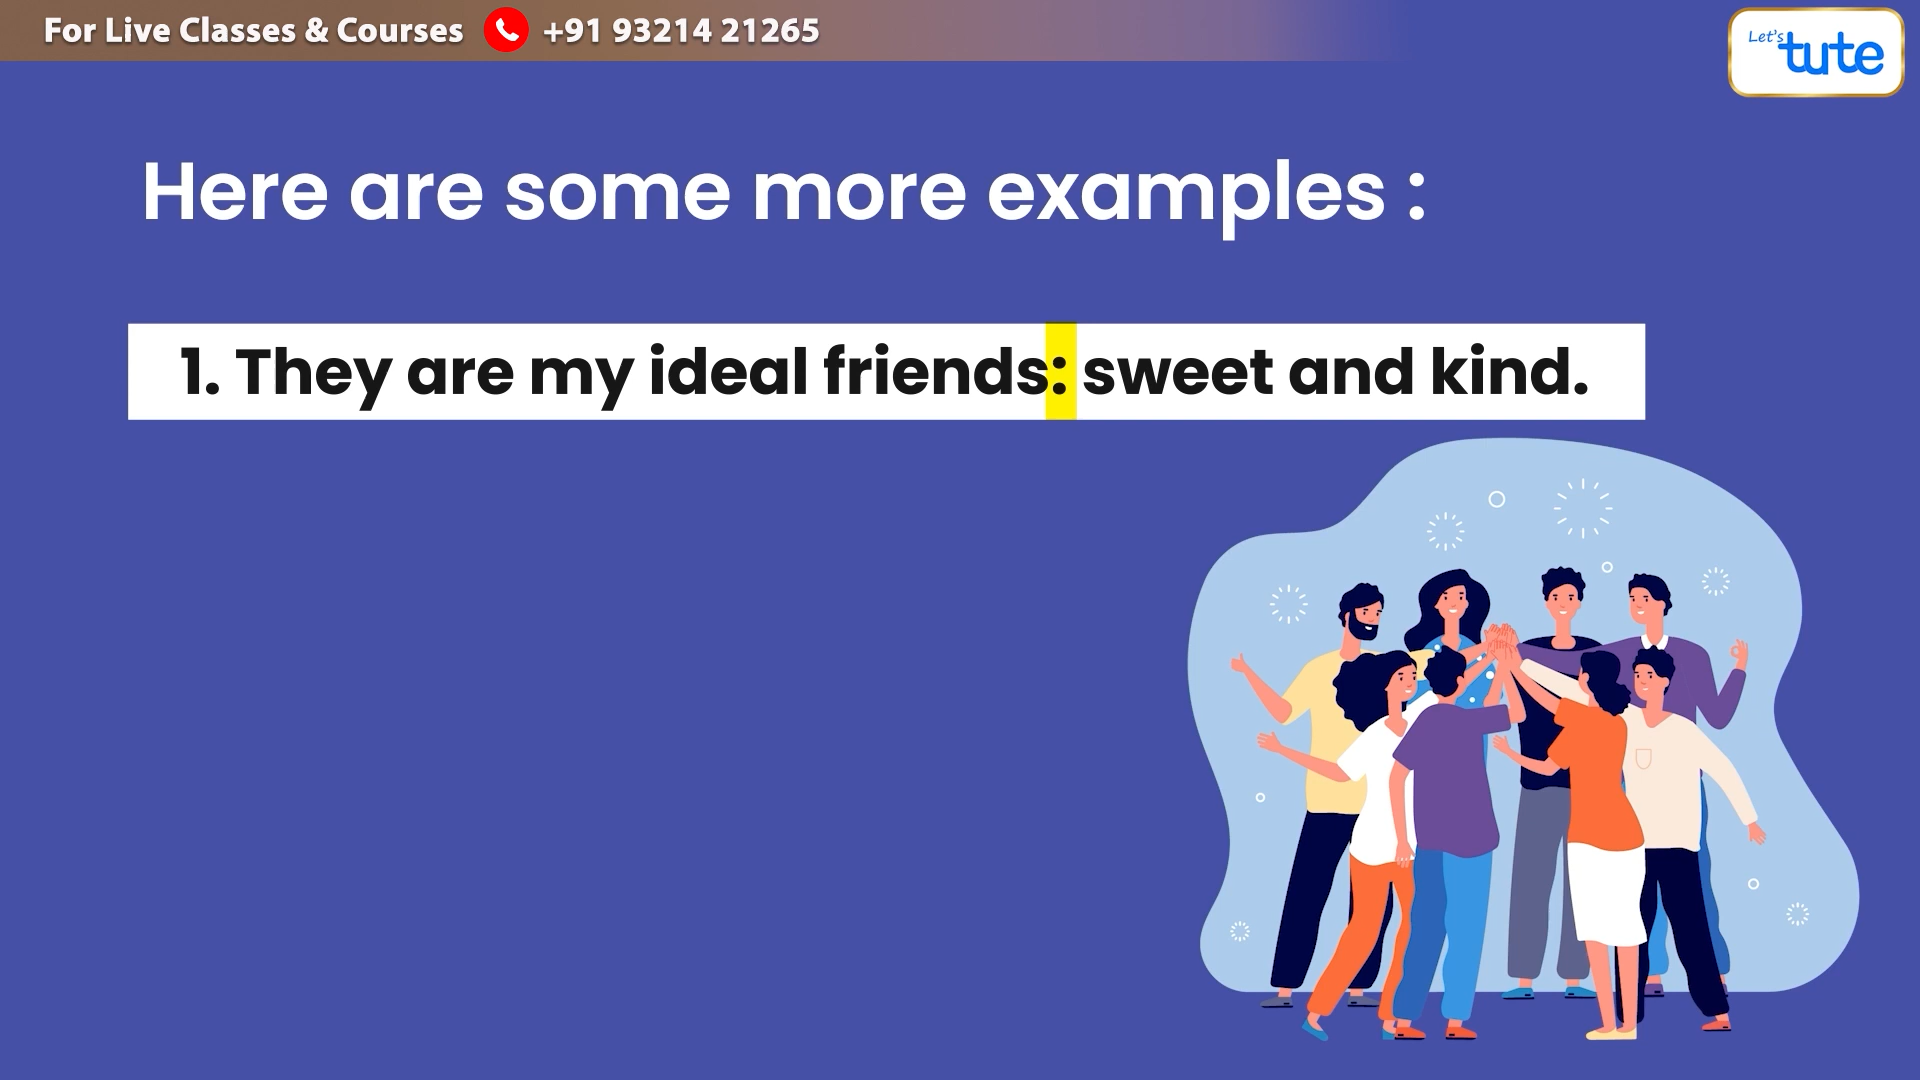 For Live Classes & Courses +91 93214 21265
Let's tute
Here are some more examples :
1. They are my ideal friends: sweet and kind.